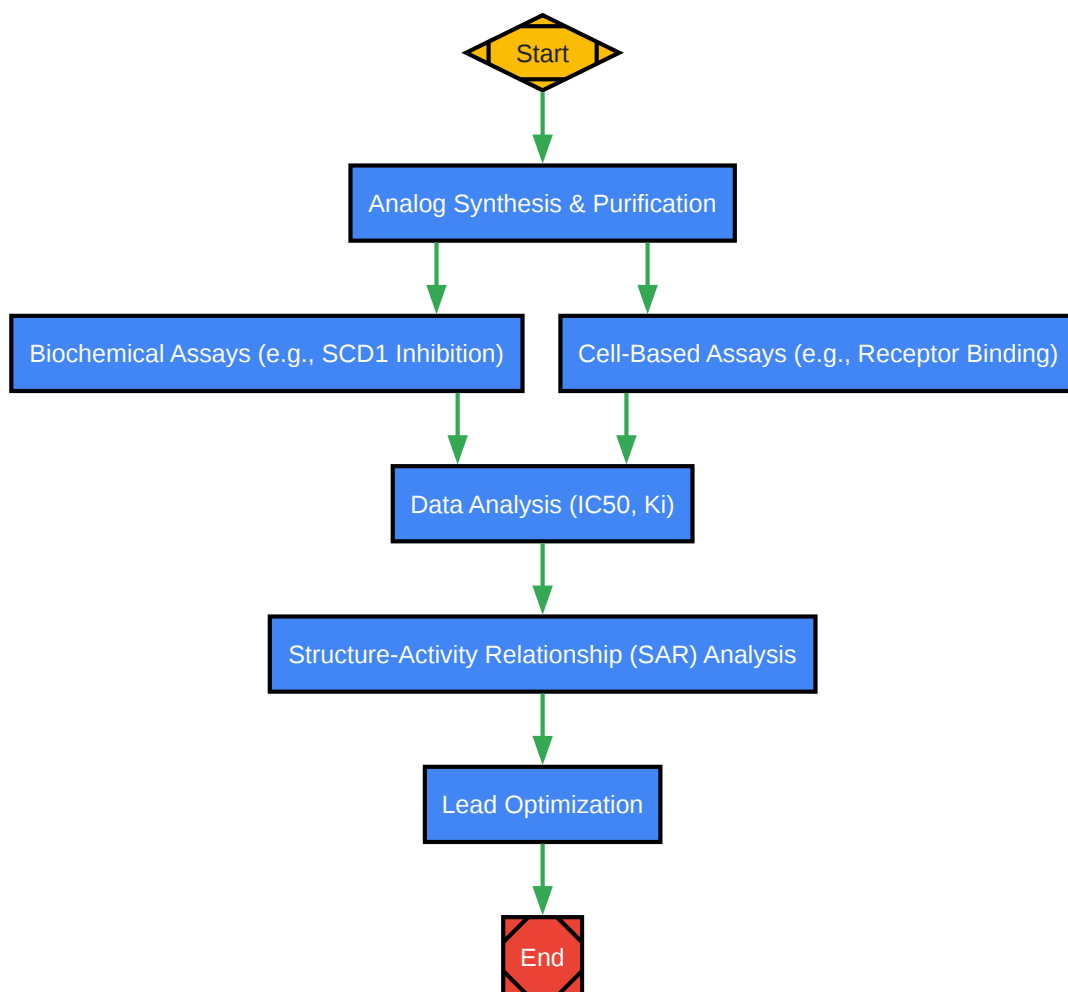 Start
Analog Synthesis & Purification
Biochemical Assays (e.g., SCD1 Inhibition)
Cell-Based Assays (e.g., Receptor Binding)
Data Analysis (IC50, Ki)
Structure-Activity Relationship (SAR) Analysis
Lead Optimization
End